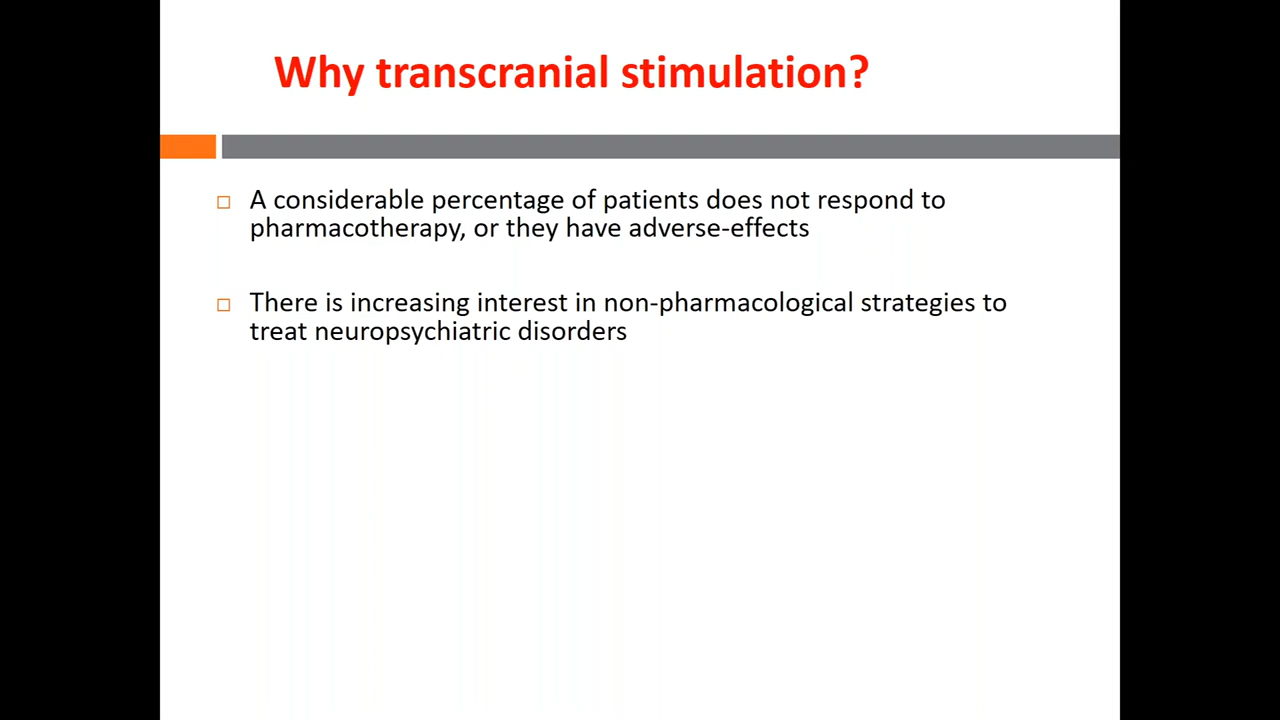 Why transcranial stimulation?
A considerable percentage of patients does not respond to
pharmacotherapy, or they have adverse-effects
There is increasing interest in non-pharmacological strategies to
treat neuropsychiatric disorders